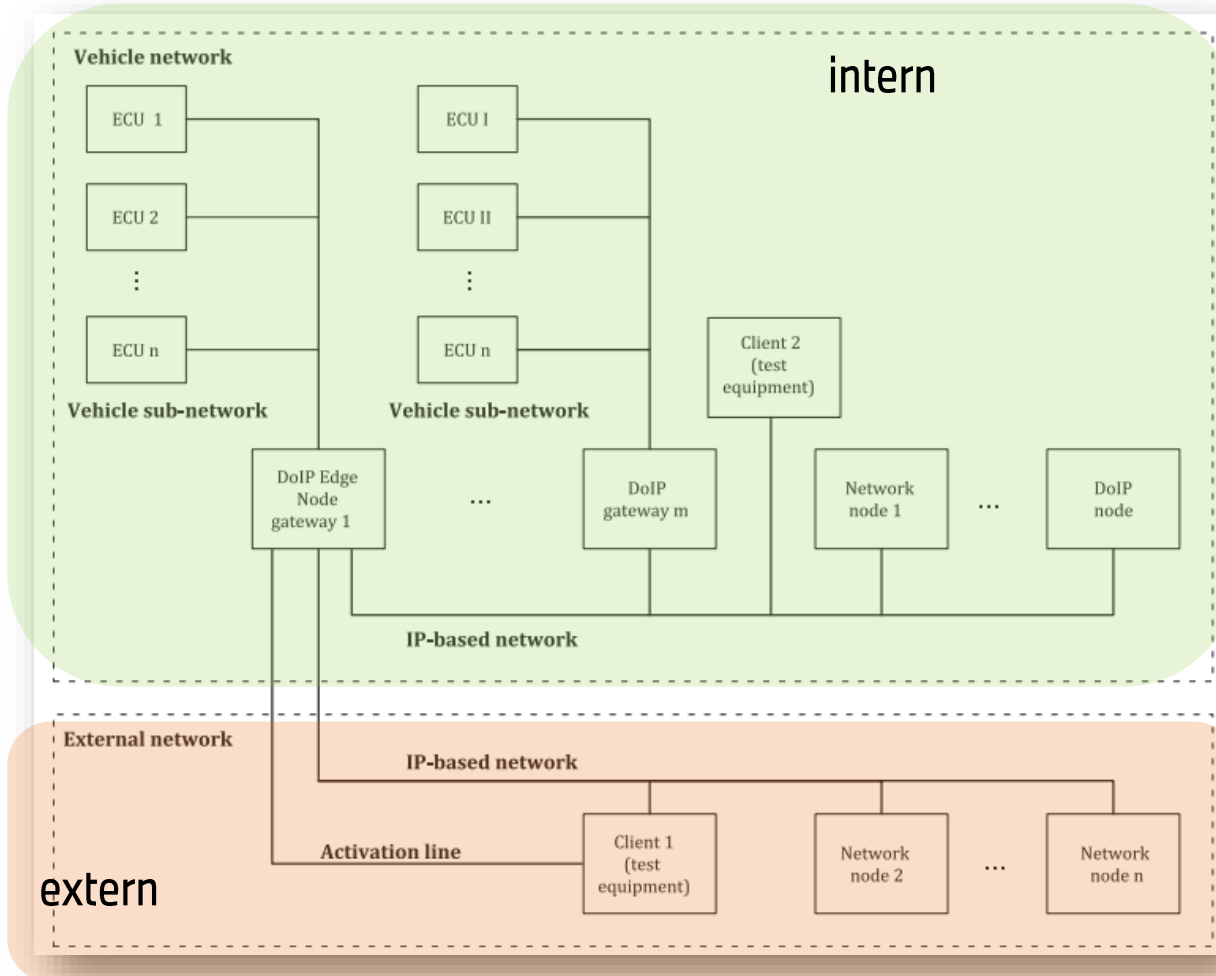 Vehicle network
intern
ECU 1
ECU I
ECU 2
ECU II
⋮
⋮
ECU n
ECU n
Client 2
(test
equipment)
Vehicle sub-network
Vehicle sub-network
DoIP Edge
Node
gateway 1
...
DoIP
gateway m
Network
node 1
...
DoIP
node
IP-based network
External network
IP-based network
Activation line
extern
Client 1
(test
equipment)
Network
node 2
...
Network
node n